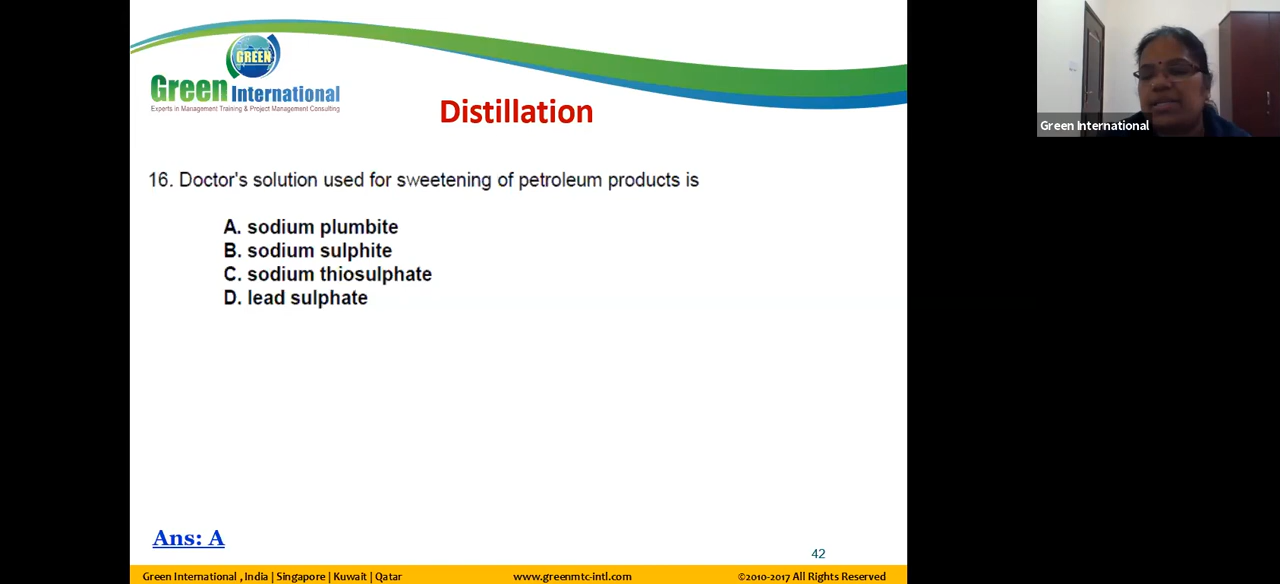 GREEN
Green International
Experts in Management Training & Project Management Consulting
Distillation
Green International
16. Doctor's solution used for sweetening of petroleum products is
A. sodium plumbite
B. sodium sulphite
C. sodium thiosulphate
D. lead sulphate
Ans: A
42
Green International , India | Singapore | Kuwait | Qatar
www.greenmtc-intl.com
©2010-2017 All Rights Reserved